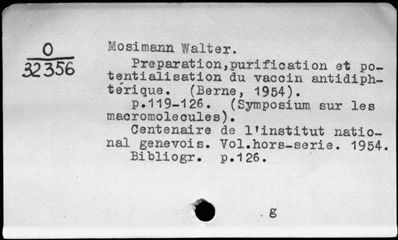 O
32356
Mosimann Walter.
Preparation,purification et po-
tentialisation du vaccin antidiph-
térique. (Berne, 1954).
p.119-126. (Symposium sur les
macromolecules).
Centenaire de l'institut natio-
nal genevois. Vol.hors-serie. 1954.
Bibliogr. p.126.
g